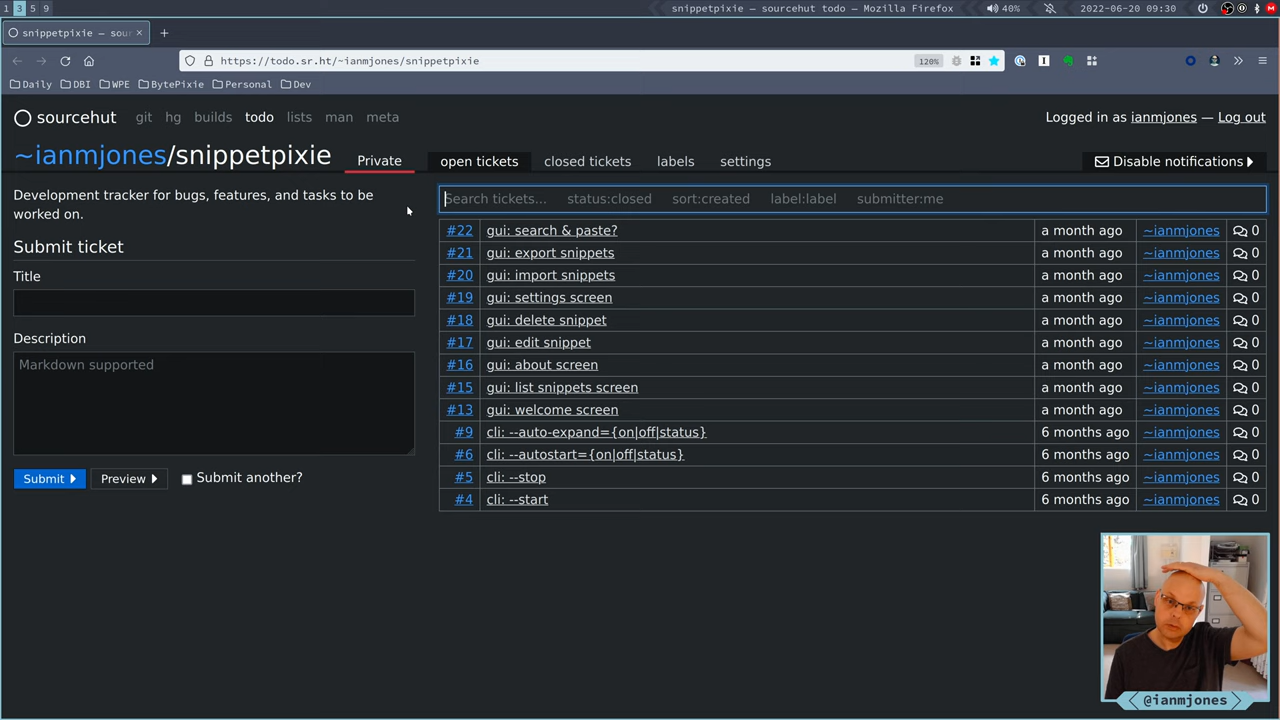 1 3 5 9
snippetpixie — sourcehut todo — Mozilla Firefox
40%
2022-06-20 09:30
snippetpixie — sour
https://todo.sr.ht/~ianmjones/snippetpixie
120%
Daily DBI WPE BytePixie Personal Dev
sourcehut git hg builds todo lists man meta
Logged in as ianmjones — Log out
~ianmjones/snippetpixie
Private
open tickets closed tickets labels settings
Disable notifications
Development tracker for bugs, features, and tasks to be
worked on.
Submit ticket
Title
Description
Markdown supported
Submit Preview Submit another?
Search tickets... status:closed sort:created label:label submitter:me
#22 gui: search & paste? a month ago ~ianmjones 0
#21 gui: export snippets a month ago ~ianmjones 0
#20 gui: import snippets a month ago ~ianmjones 0
#19 gui: settings screen a month ago ~ianmjones 0
#18 gui: delete snippet a month ago ~ianmjones 0
#17 gui: edit snippet a month ago ~ianmjones 0
#16 gui: about screen a month ago ~ianmjones 0
#15 gui: list snippets screen a month ago ~ianmjones 0
#13 gui: welcome screen a month ago ~ianmjones 0
#9 cli: --auto-expand={on|off|status} 6 months ago ~ianmjones 0
#6 cli: --autostart={on|off|status} 6 months ago ~ianmjones 0
#5 cli: --stop 6 months ago ~ianmjones 0
#4 cli: --start 6 months ago ~ianmjones 0
@ianmjones